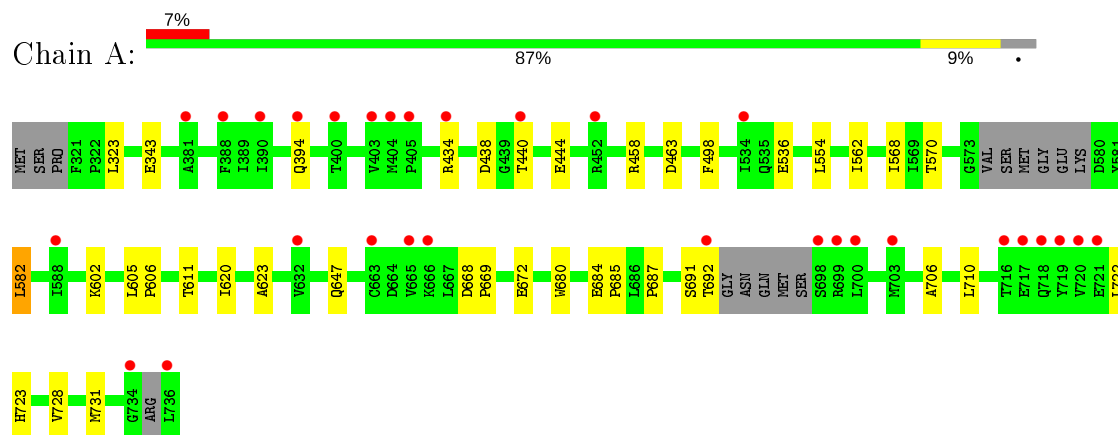 7%
Chain A:
87% 9% •
MET SER PRO F321 P322 L323 E343 A381 F388 I389 I390 Q394 T400 V403 M404 P405 R434 D438 G439 T440 E444 R452 R458 D463 F498 I534 Q535 E536 L554 I562 I568 I569 T570 G573 VAL SER MET GLY GLU LYS D580 Y581
L582 I588 K602 L605 P606 T611 I620 A623 V632 Q647 C663 D664 V665 K666 L667 D668 P669 E672 W680 E684 P685 L686 P687 S691 T692 GLY ASN GLN MET SER S698 R699 L700 M703 A706 L710 T716 E717 Q718 Y719 V720 E721 L722
H723 V728 M731 G734 ARG L736